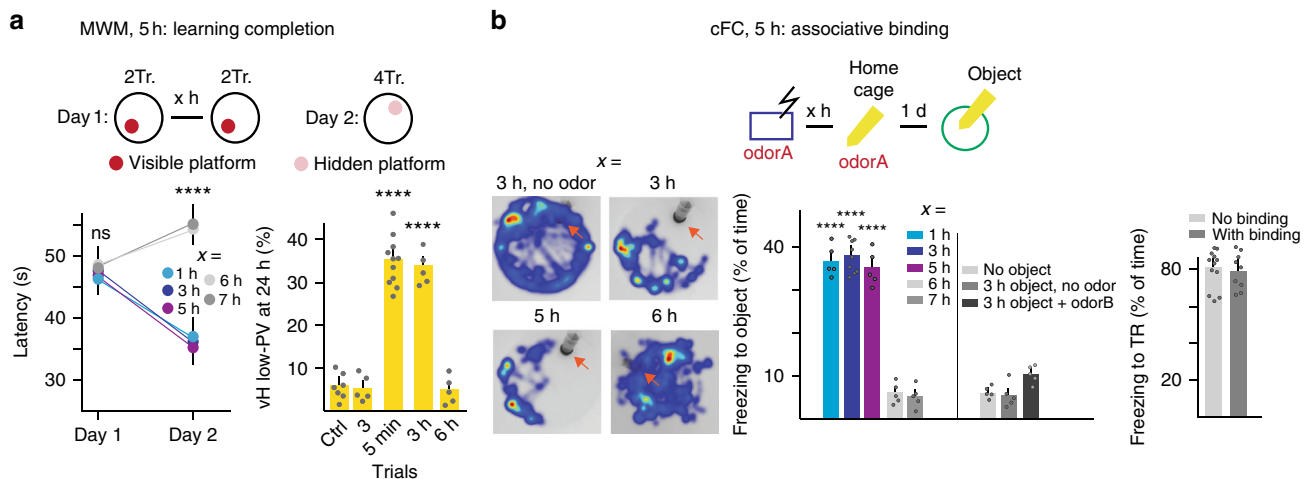 a
MWM, 5 h: learning completion
2Tr.
2Tr.
4Tr.
x h
Day 1:
Day 2:
Visible platform
Hidden platform
****
ns
x =
1 h
3 h
5 h
6 h
7 h
50
40
30
Latency (s)
Day 1
Day 2
****
****
40
30
20
10
vH low-PV at 24 h (%)
Ctrl
3
5 min
3 h
6 h
Trials
b
cFC, 5 h: associative binding
Home
cage
Object
x h
1 d
odorA
odorA
x =
3 h, no odor
3 h
5 h
6 h
Freezing to object (% of time)
40
10
****
****
****
x =
1 h
3 h
5 h
6 h
7 h
No object
3 h object, no odor
3 h object + odorB
No binding
With binding
Freezing to TR (% of time)
80
20